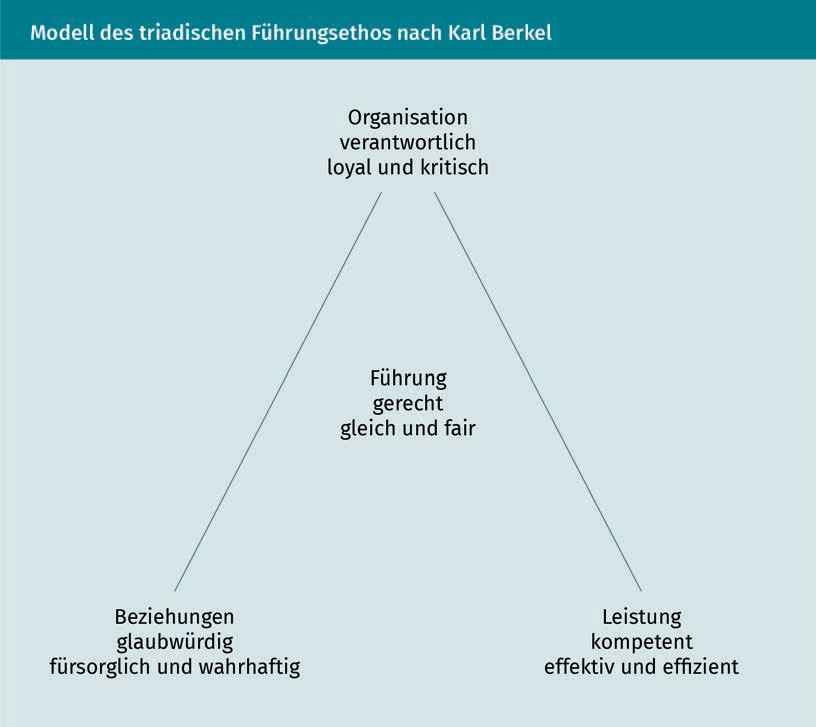 Modell des triadischen Führungsethos nach Karl Berkel
Organisation
verantwortlich
loyal und kritisch
Führung
gerecht
gleich und fair
Beziehungen
glaubwürdig
fürsorglich und wahrhaftig
Leistung
kompetent
effektiv und effizient